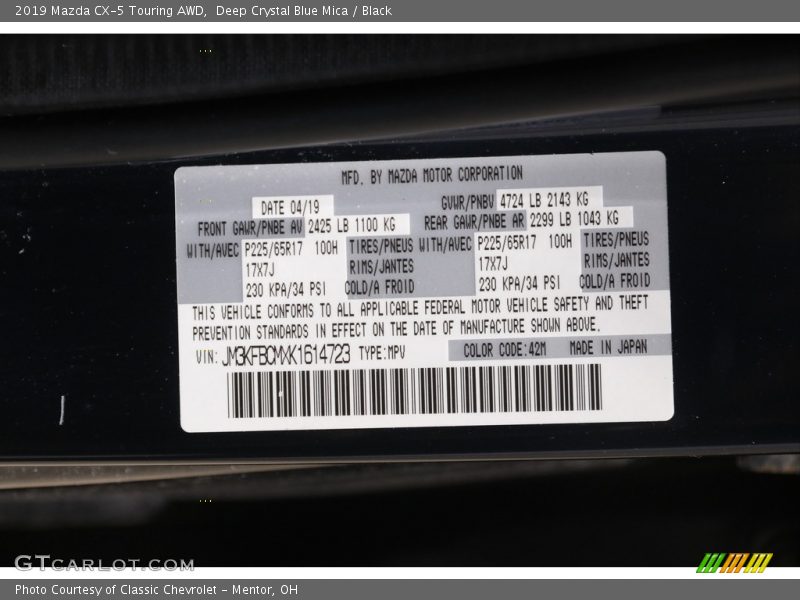 2019 Mazda CX-5 Touring AWD, Deep Crystal Blue Mica / Black
MFD. BY MAZDA MOTOR CORPORATION
DATE 04/19 GVWR/PNBV 4724 LB 2143 KG
FRONT GAWR/PNBE AV 2425 LB 1100 KG REAR GAWR/PNBE AR 2299 LB 1043 KG
WITH/AVEC P225/65R17 100H TIRES/PNEUS WITH/AVEC P225/65R17 100H TIRES/PNEUS
17X7J RIMS/JANTES 17X7J RIMS/JANTES
230 KPA/34 PSI COLD/A FROID 230 KPA/34 PSI COLD/A FROID
THIS VEHICLE CONFORMS TO ALL APPLICABLE FEDERAL MOTOR VEHICLE SAFETY AND THEFT
PREVENTION STANDARDS IN EFFECT ON THE DATE OF MANUFACTURE SHOWN ABOVE.
VIN: JM3KFBCMXK1614723 TYPE:MPV COLOR CODE:42M MADE IN JAPAN
GTCARLOT.COM
Photo Courtesy of Classic Chevrolet - Mentor, OH